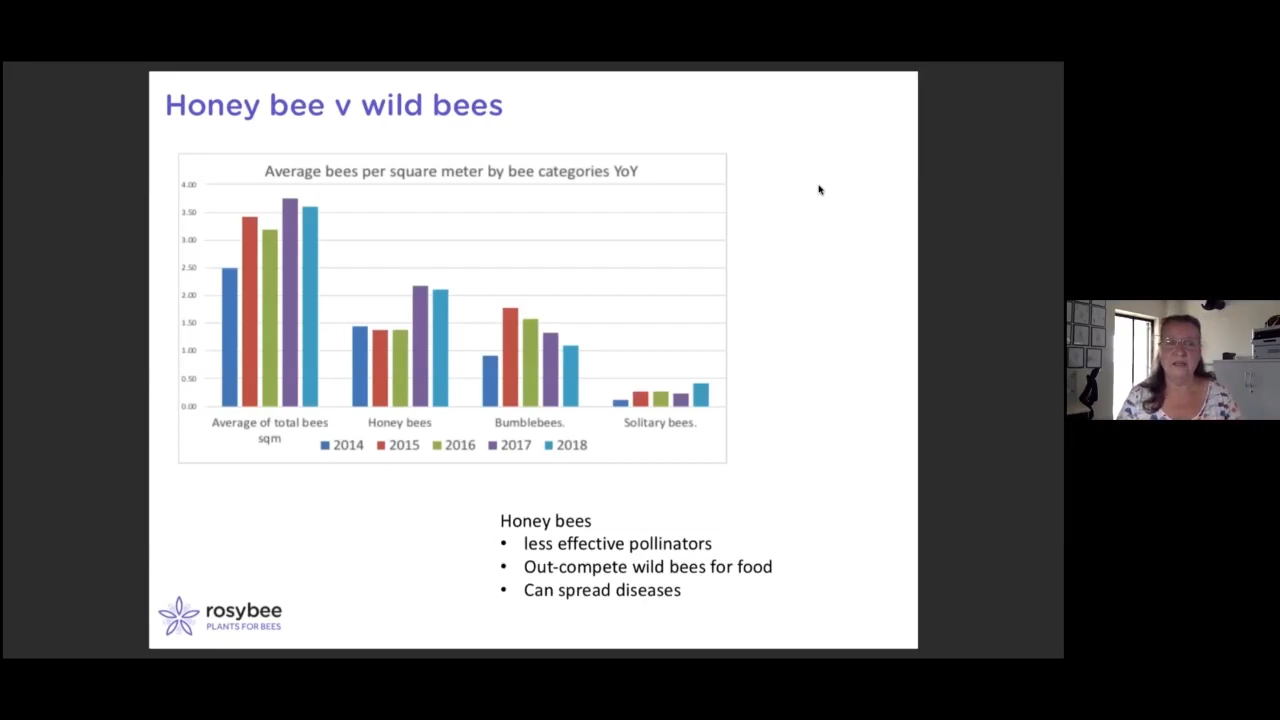 Honey bee v wild bees
Average bees per square meter by bee categories YoY
4.00
3.50
3.00
2.50
2.00
1.50
1.00
0.50
0.00
Average of total bees
sqm
Honey bees
Bumblebees.
Solitary bees.
2014
2015
2016
2017
2018
Honey bees
• less effective pollinators
• Out-compete wild bees for food
• Can spread diseases
rosybee
PLANTS FOR BEES